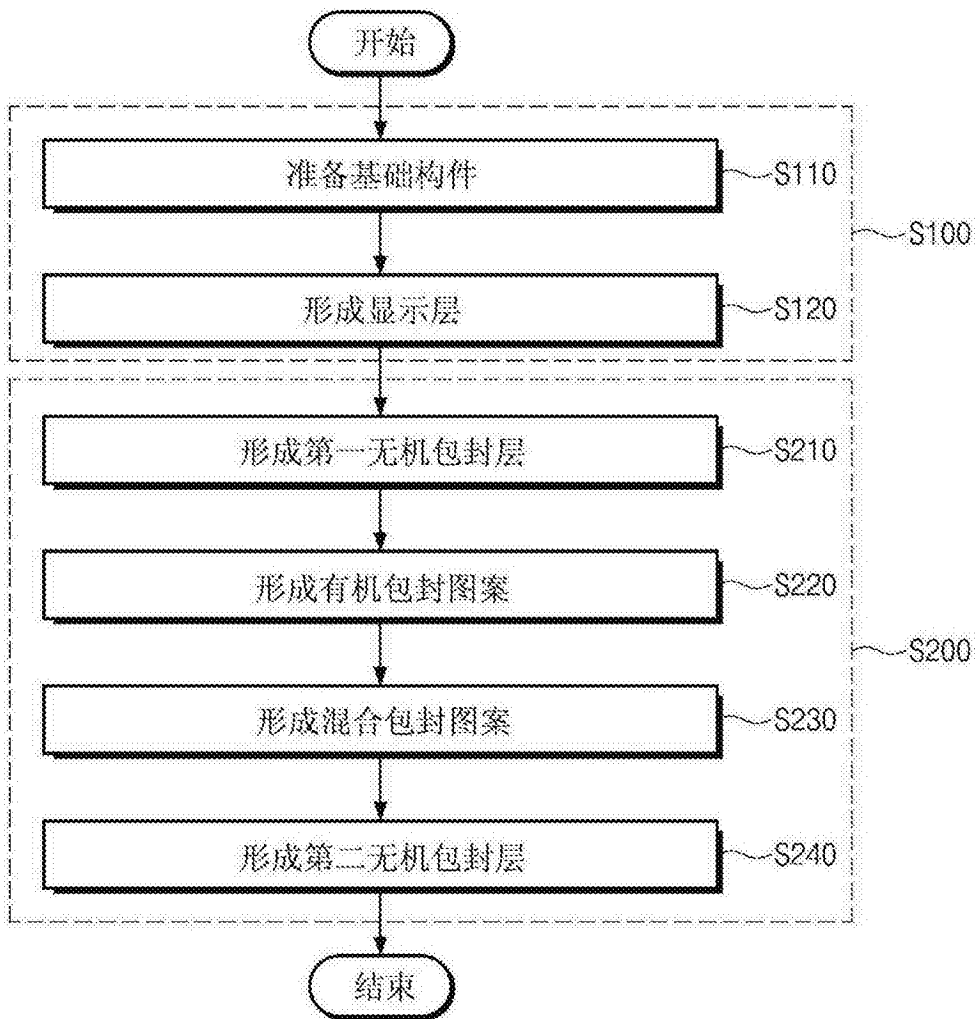 开始
准备基础构件
S110
S100
形成显示层
S120
形成第一无机包封层
S210
形成有机包封图案
S220
S200
形成混合包封图案
S230
形成第二无机包封层
S240
结束